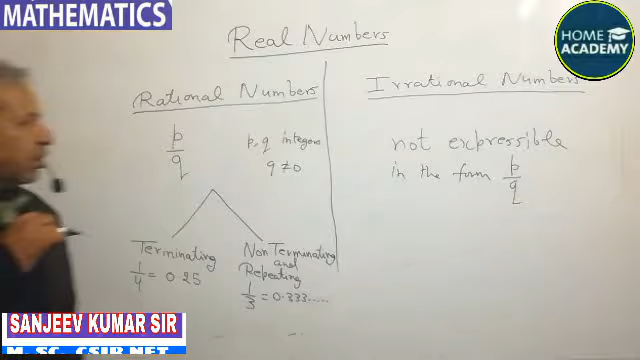 MATHEMATICS
HOME
ACADEMY
Real Numbers
Rational Numbers
p/q
p, q integers
q ≠ 0
Terminating
1/4 = 0.25
Non Terminating
and
Repeating
1/3 = 0.333.....
Irrational Numbers
not expressible
in the form p/q
SANJEEV KUMAR SIR
M. SC, CSIR NET